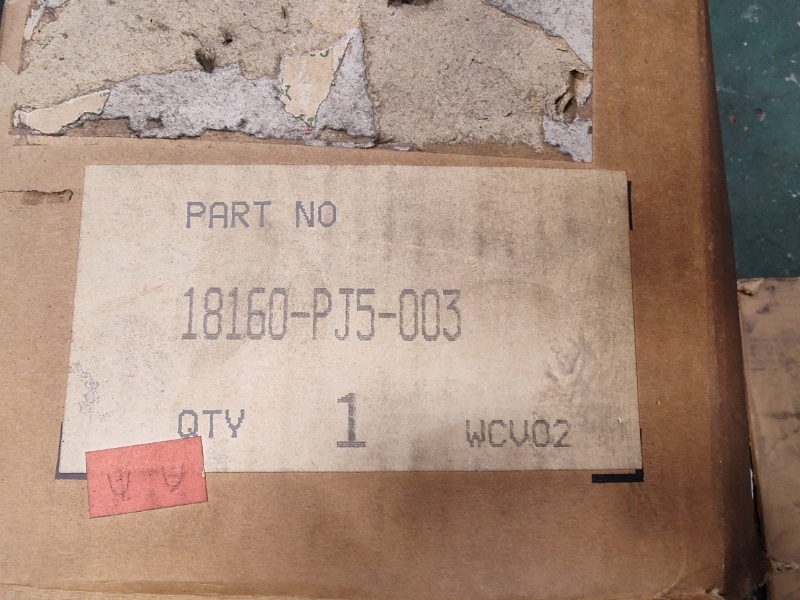 PART NO
18160-PJ5-003
QTY 1 WCV02